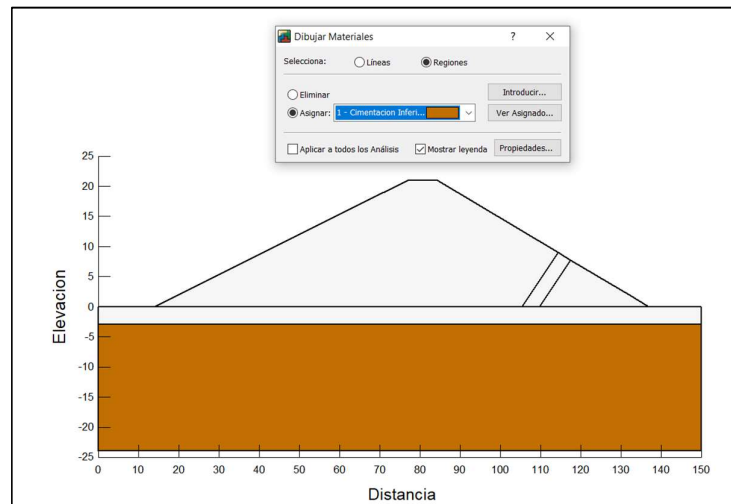 Dibujar Materiales ? ×
Selecciona: Líneas Regiones
Eliminar Introducir...
Asignar: 1 - Cimentacion Inferi... Ver Asignado...
Aplicar a todos los Análisis Mostrar leyenda Propiedades...
25
20
15
10
5
0
-5
-10
-15
-20
-25
Elevacion
0 10 20 30 40 50 60 70 80 90 100 110 120 130 140 150
Distancia